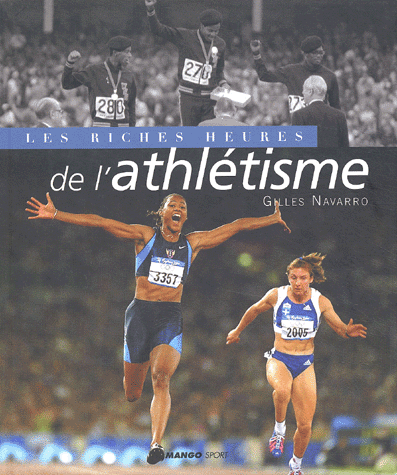 280
270
LES RICHES HEURES
de l'athlétisme
GILLES NAVARRO
3357
2005
MANGO SPORT